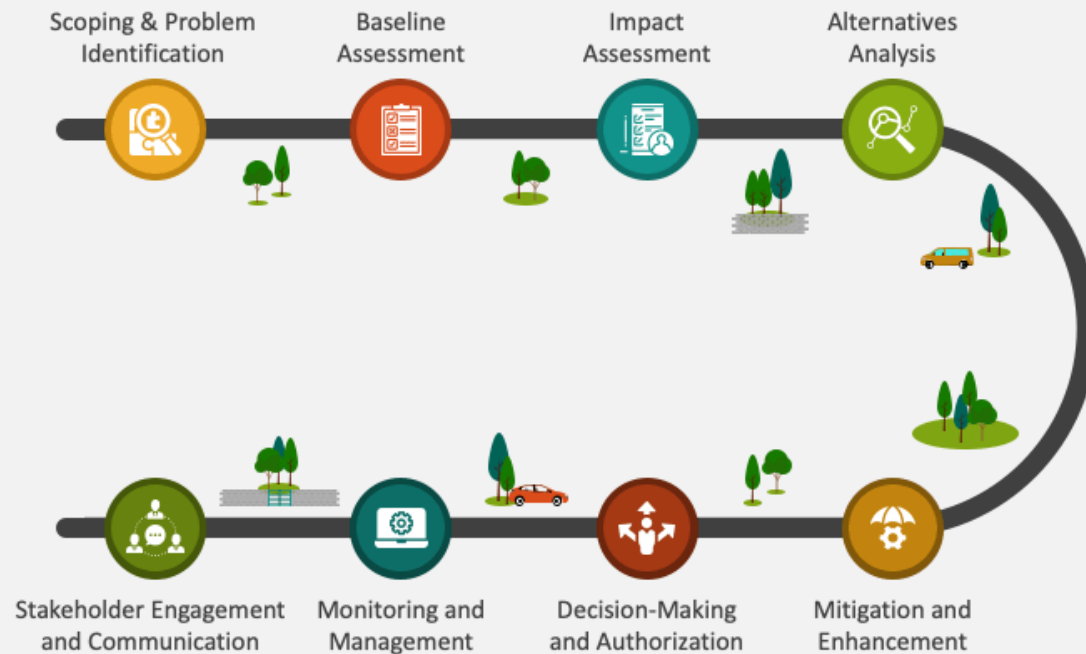 Scoping & Problem
Identification
Baseline
Assessment
Impact
Assessment
Alternatives
Analysis
Stakeholder Engagement
and Communication
Monitoring and
Management
Decision-Making
and Authorization
Mitigation and
Enhancement